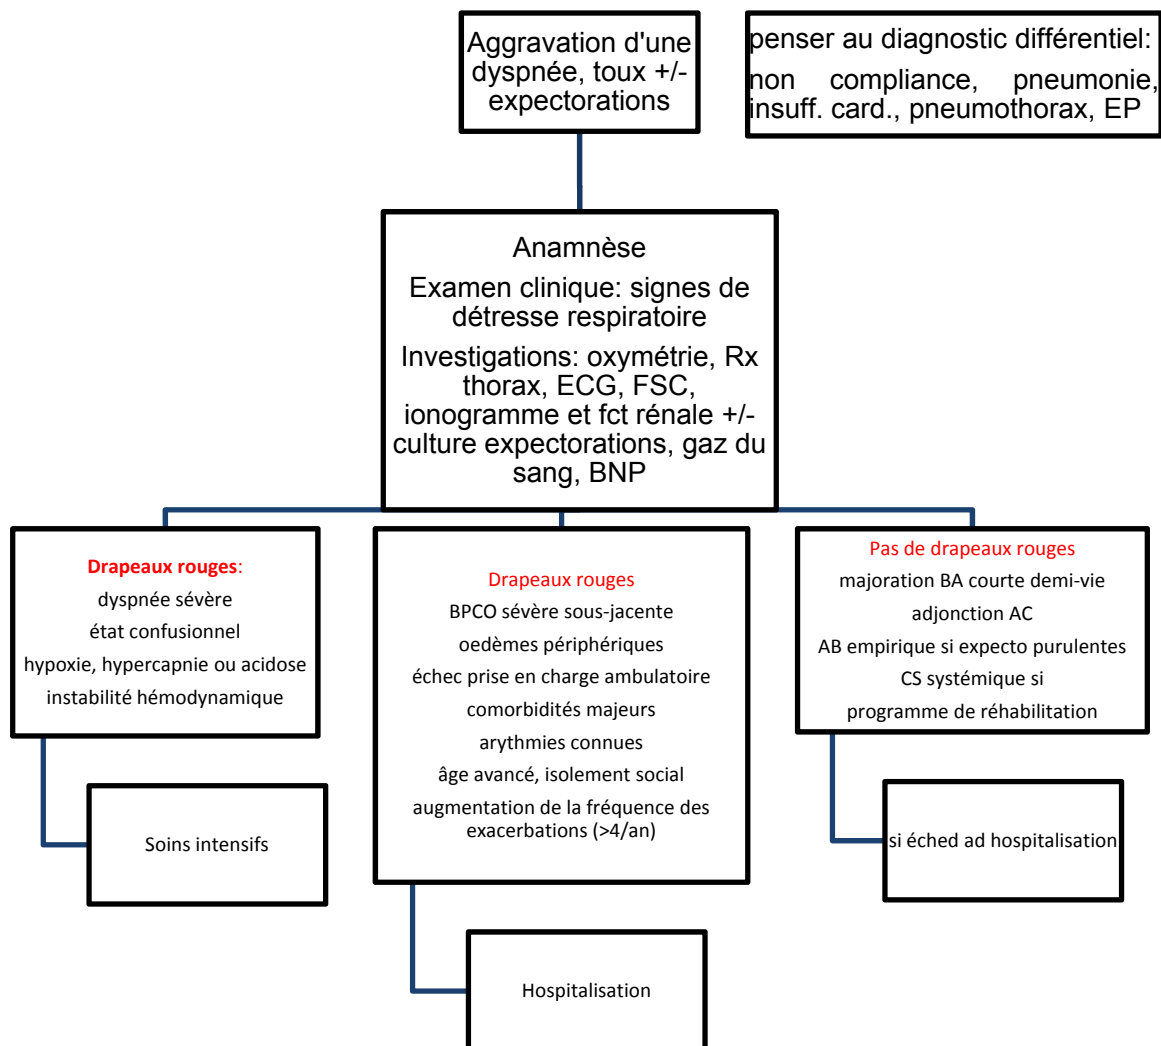 Aggravation d'une
dyspnée, toux +/-
expectorations
penser au diagnostic différentiel:
non compliance, pneumonie,
insuff. card., pneumothorax, EP
Anamnèse
Examen clinique: signes de
détresse respiratoire
Investigations: oxymétrie, Rx
thorax, ECG, FSC,
ionogramme et fct rénale +/-
culture expectorations, gaz du
sang, BNP
Drapeaux rouges:
dyspnée sévère
état confusionnel
hypoxie, hypercapnie ou acidose
instabilité hémodynamique
Soins intensifs
Drapeaux rouges
BPCO sévère sous-jacente
oedèmes périphériques
échec prise en charge ambulatoire
comorbidités majeurs
arythmies connues
âge avancé, isolement social
augmentation de la fréquence des
exacerbations (>4/an)
Hospitalisation
Pas de drapeaux rouges
majoration BA courte demi-vie
adjonction AC
AB empirique si expecto purulentes
CS systémique si
programme de réhabilitation
si éched ad hospitalisation